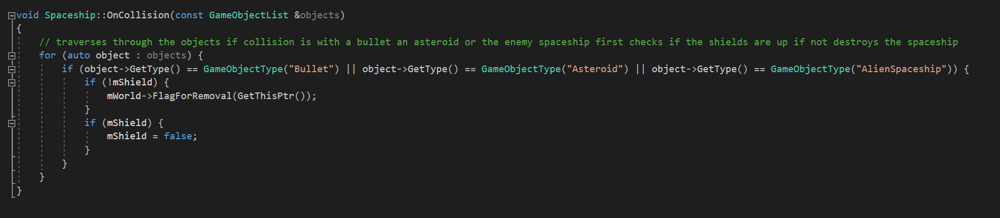 void Spaceship::OnCollision(const GameObjectList &objects)
{
    // traverses through the objects if collision is with a bullet an asteroid or the enemy spaceship first checks if the shields are up if not destroys the spaceship
    for (auto object : objects) {
        if (object->GetType() == GameObjectType("Bullet") || object->GetType() == GameObjectType("Asteroid") || object->GetType() == GameObjectType("AlienSpaceship")) {
            if (!mShield) {
                mWorld->FlagForRemoval(GetThisPtr());
            }
            if (mShield) {
                mShield = false;
            }
        }
    }
}